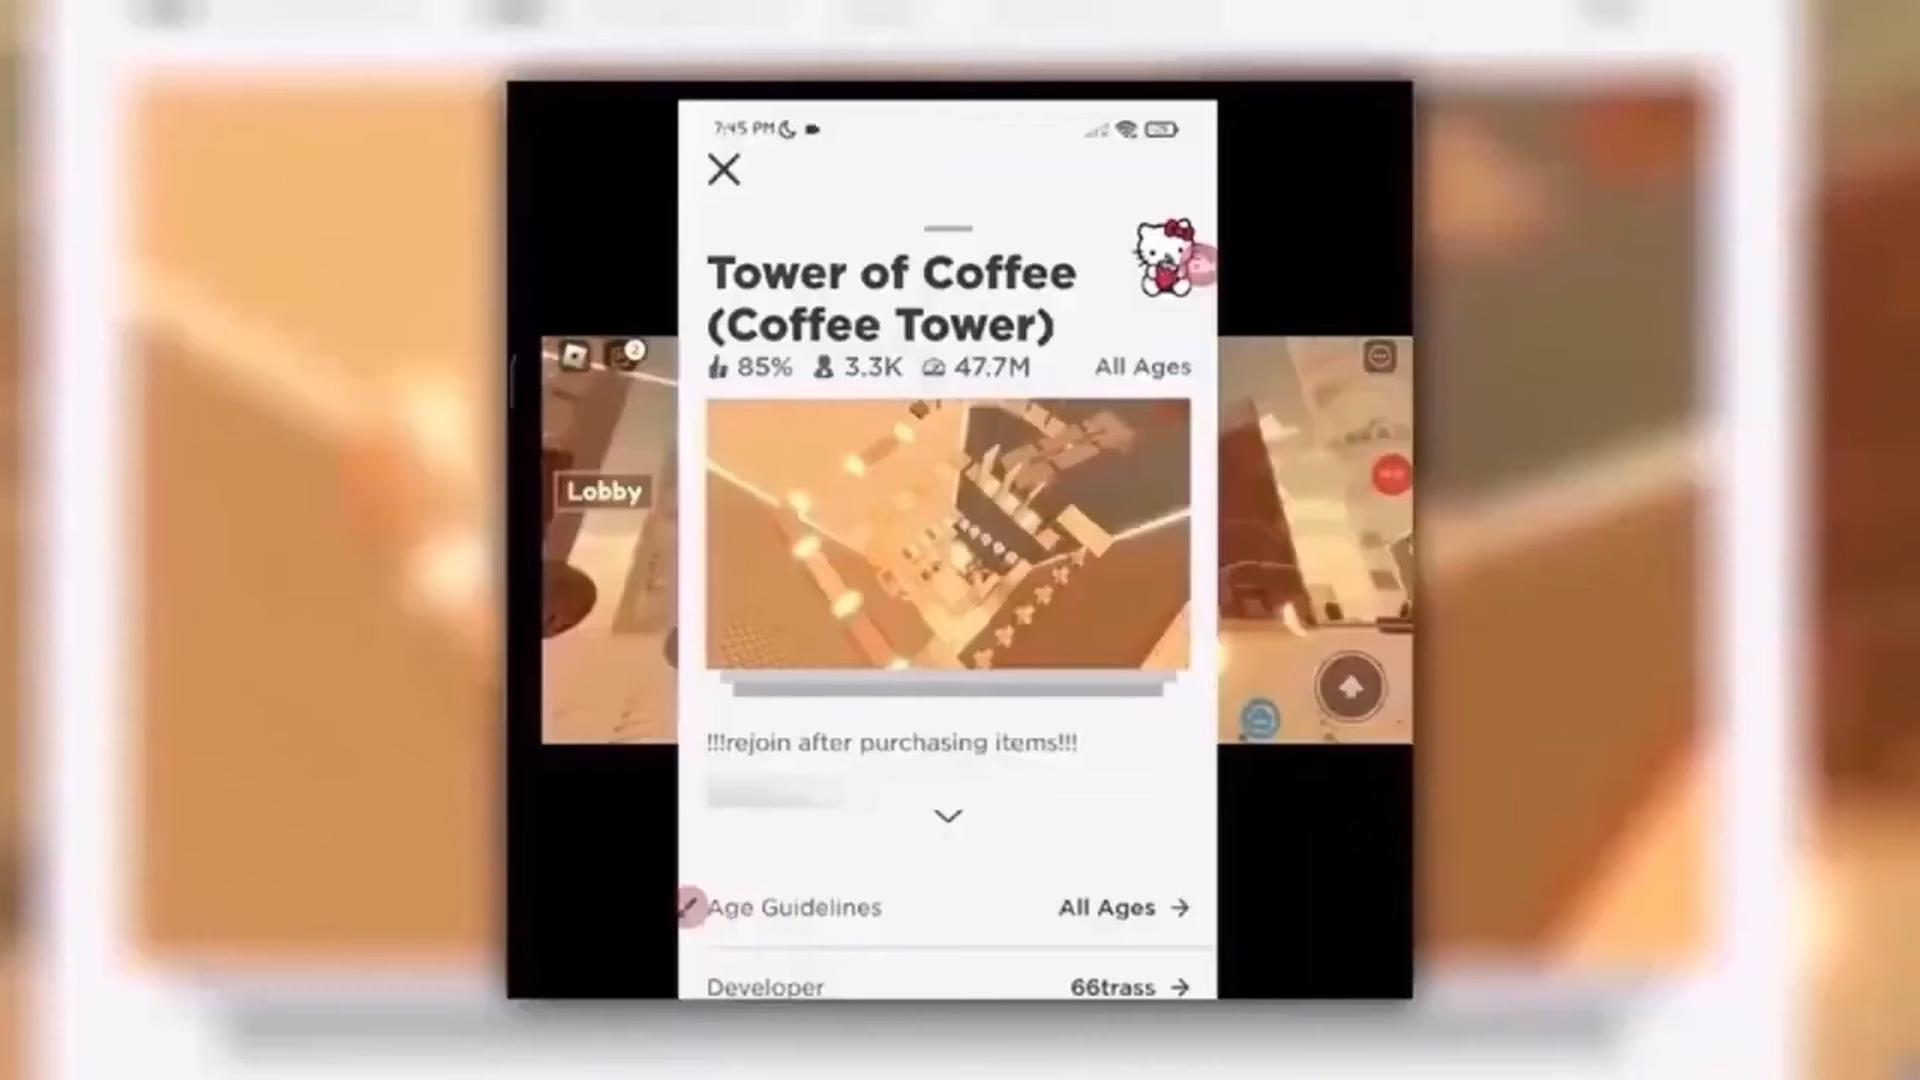 7:45 PM
Tower of Coffee
(Coffee Tower)
85% 3.3K 47.7M All Ages
2
Lobby
!!!rejoin after purchasing items!!!
Age Guidelines All Ages
Developer 66trass